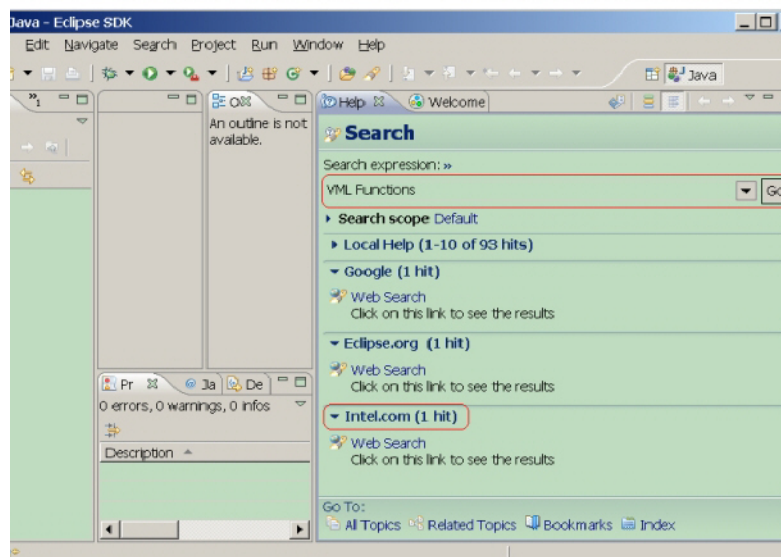 Java - Eclipse SDK
Edit Navigate Search Project Run Window Help
Java
»1
An outline is not
available.
Help
Welcome
Search
Search expression: »
VML Functions
Go
Search scope Default
Local Help (1-10 of 93 hits)
Google (1 hit)
Web Search
Click on this link to see the results
Eclipse.org (1 hit)
Web Search
Click on this link to see the results
Intel.com (1 hit)
Web Search
Click on this link to see the results
Go To:
All Topics Related Topics Bookmarks Index
Pr Ja De
0 errors, 0 warnings, 0 infos
Description